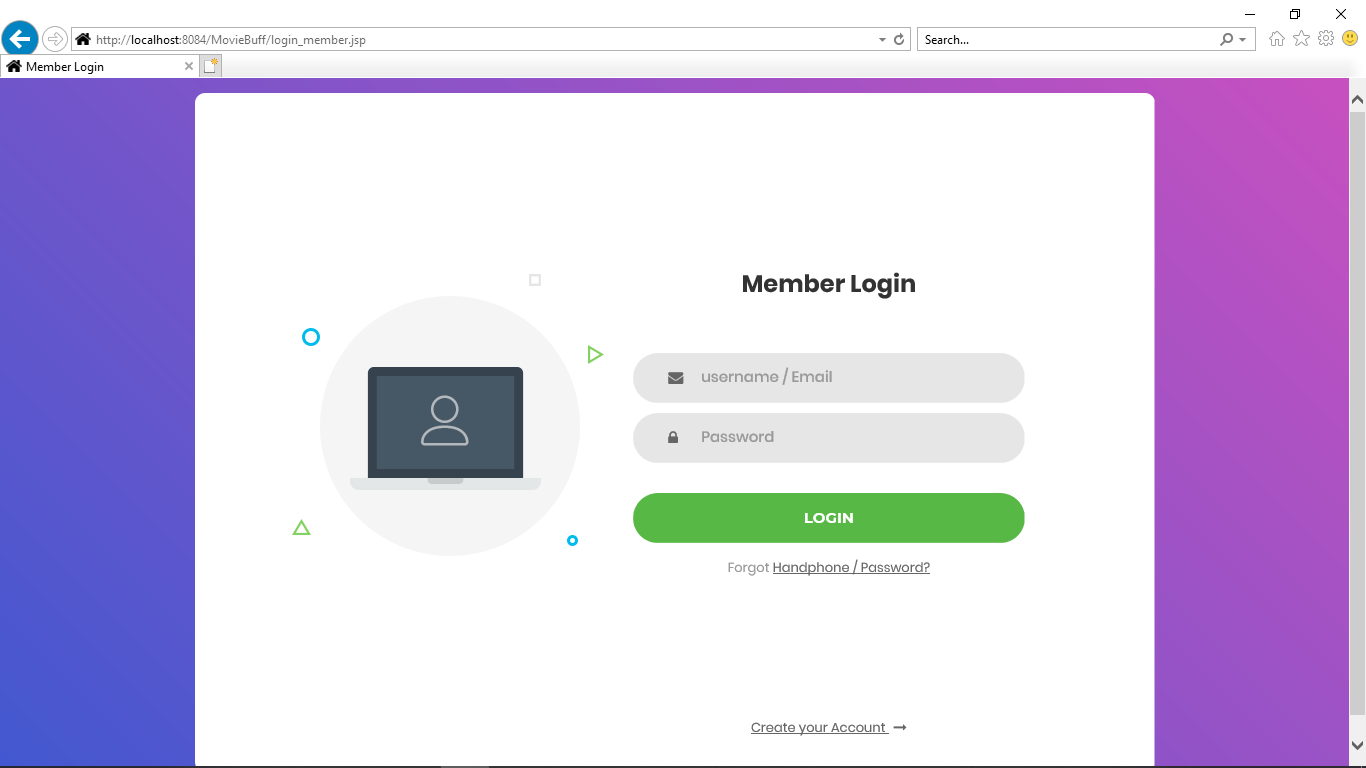 http://localhost:8084/MovieBuff/login_member.jsp
Search...
Member Login
Member Login
username / Email
Password
LOGIN
Forgot Handphone / Password?
Create your Account